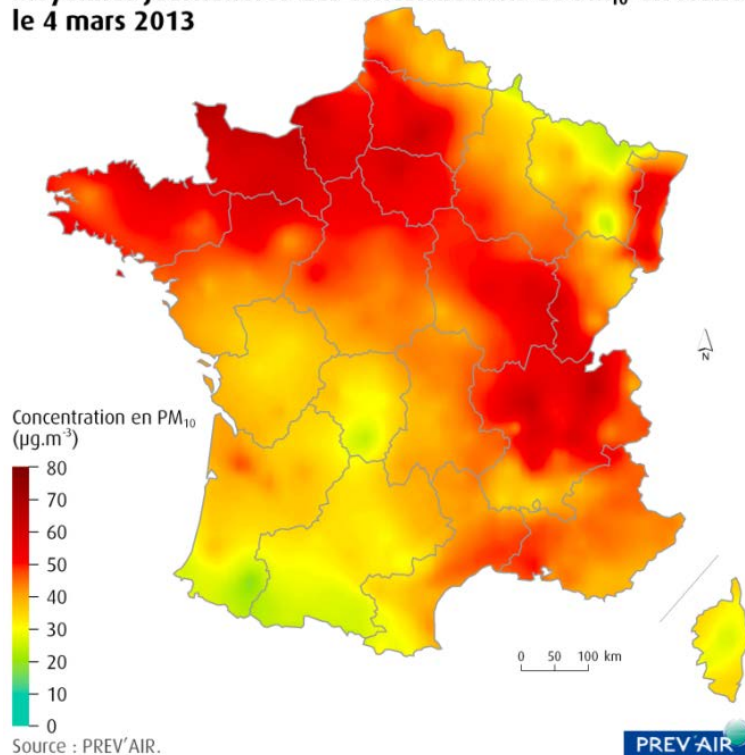 le 4 mars 2013
Concentration en PM₁₀
(µg.m⁻³)
80
70
60
50
40
30
20
10
0
N
0 50 100 km
Source : PREV'AIR.
PREV'AIR